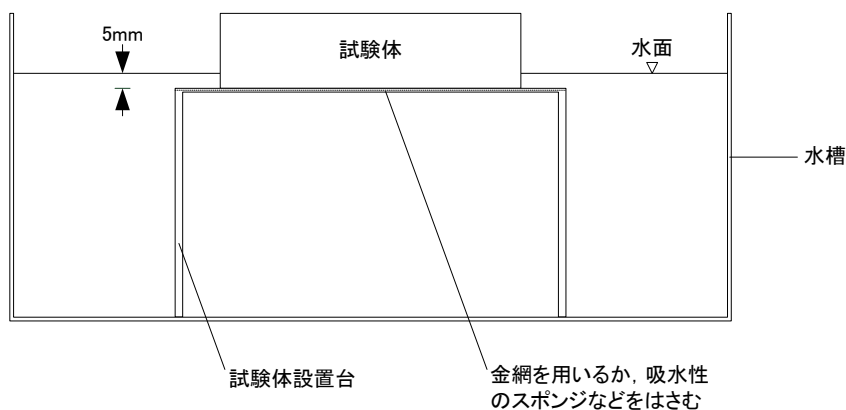 5mm
試験体
水面
水槽
試験体設置台
金網を用いるか, 吸水性
のスポンジなどをはさむ